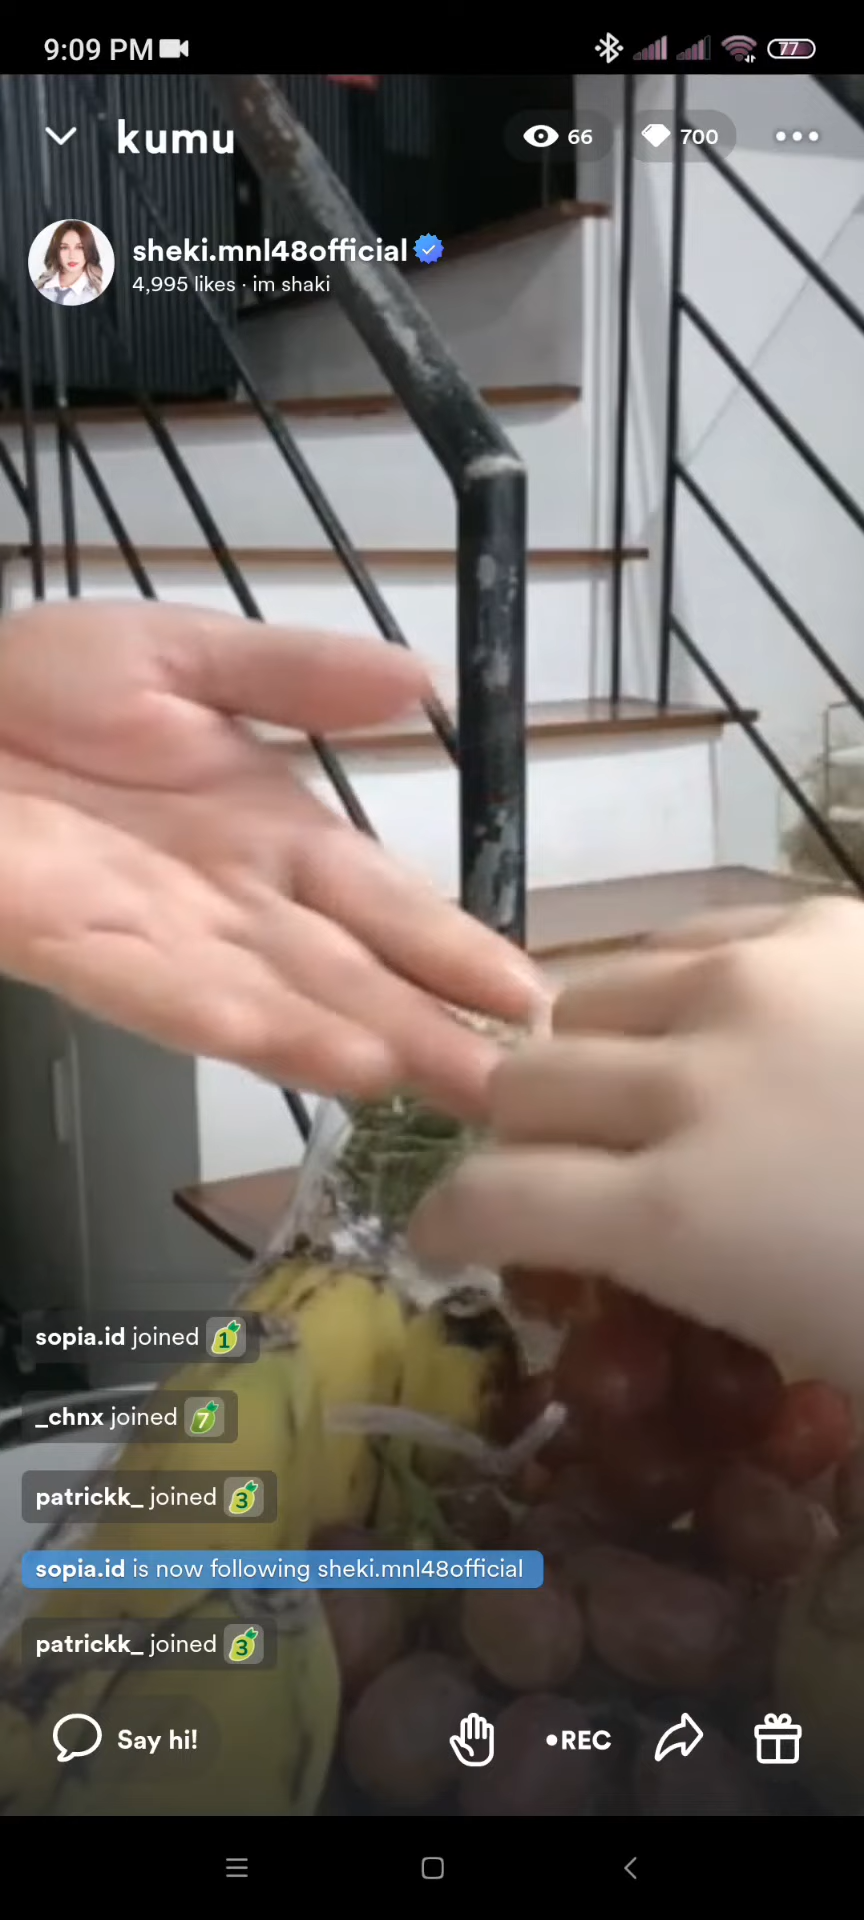 9:09 PM
77
kumu
66
700
sheki.mnl48official
4,995 likes · im shaki
sopia.id joined 1
_chnx joined 7
patrickk_ joined 3
sopia.id is now following sheki.mnl48official
patrickk_ joined 3
Say hi!
•REC